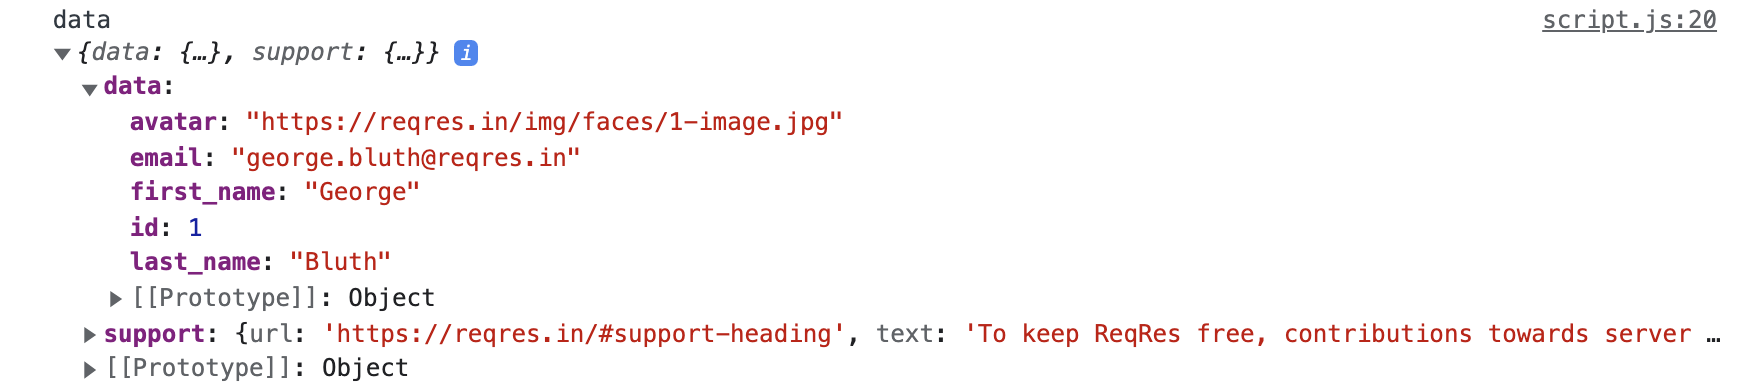 data script.js:20
{data: {…}, support: {…}} i
data:
avatar: "https://reqres.in/img/faces/1-image.jpg"
email: "george.bluth@reqres.in"
first_name: "George"
id: 1
last_name: "Bluth"
[[Prototype]]: Object
support: {url: 'https://reqres.in/#support-heading', text: 'To keep ReqRes free, contributions towards server …
[[Prototype]]: Object